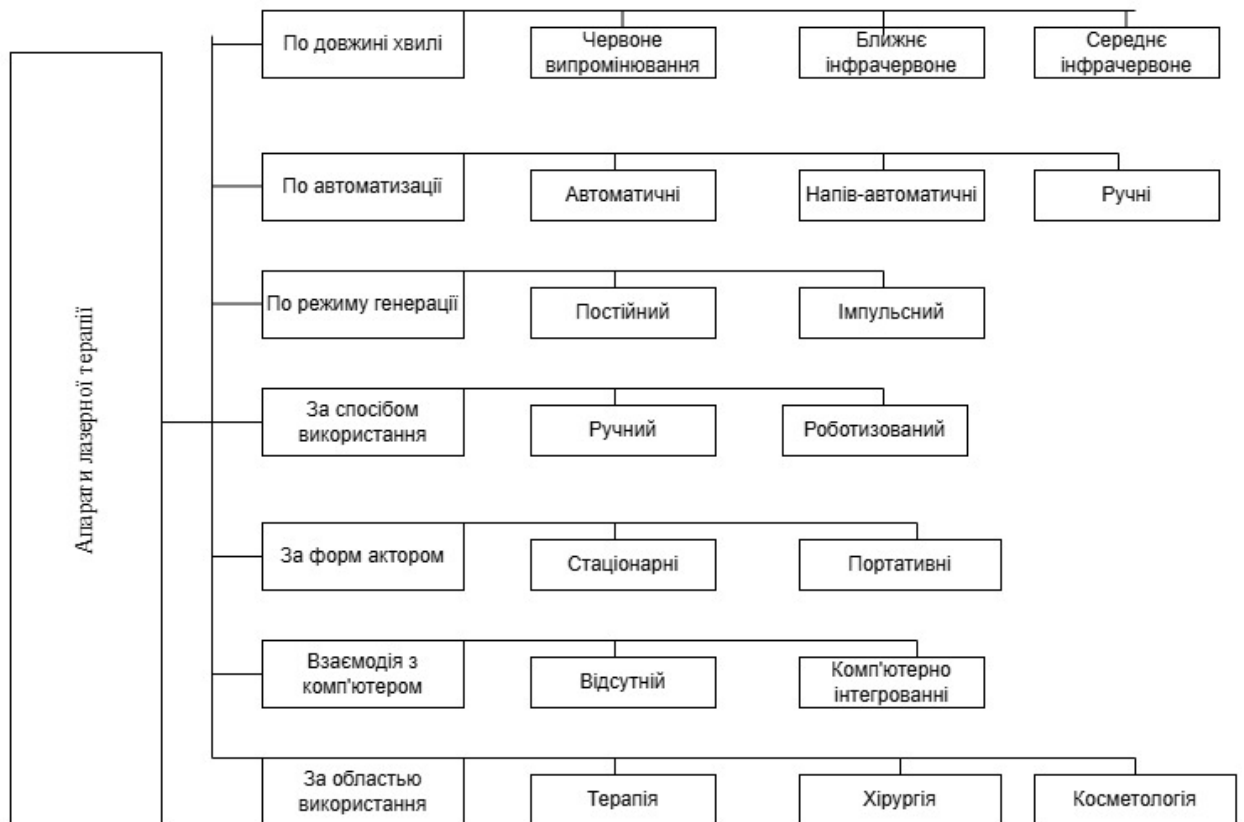 Апарати лазерної терапії
По довжині хвилі
Червоне
випромінювання
Ближнє
інфрачервоне
Середнє
інфрачервоне
По автоматизації
Автоматичні
Напів-автоматичні
Ручні
По режиму генерації
Постійний
Імпульсний
За спосібом
використання
Ручний
Роботизований
За форм актором
Стаціонарні
Портативні
Взаємодія з
комп'ютером
Відсутній
Комп'ютерно
інтегрованні
За областью
використання
Терапія
Хірургія
Косметологія